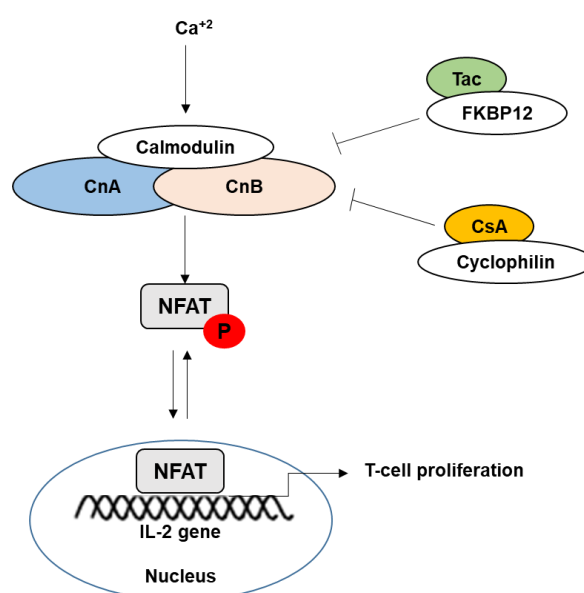 Ca+2
Tac
FKBP12
Calmodulin
CnA
CnB
CsA
Cyclophilin
NFAT
P
NFAT
T-cell proliferation
IL-2 gene
Nucleus